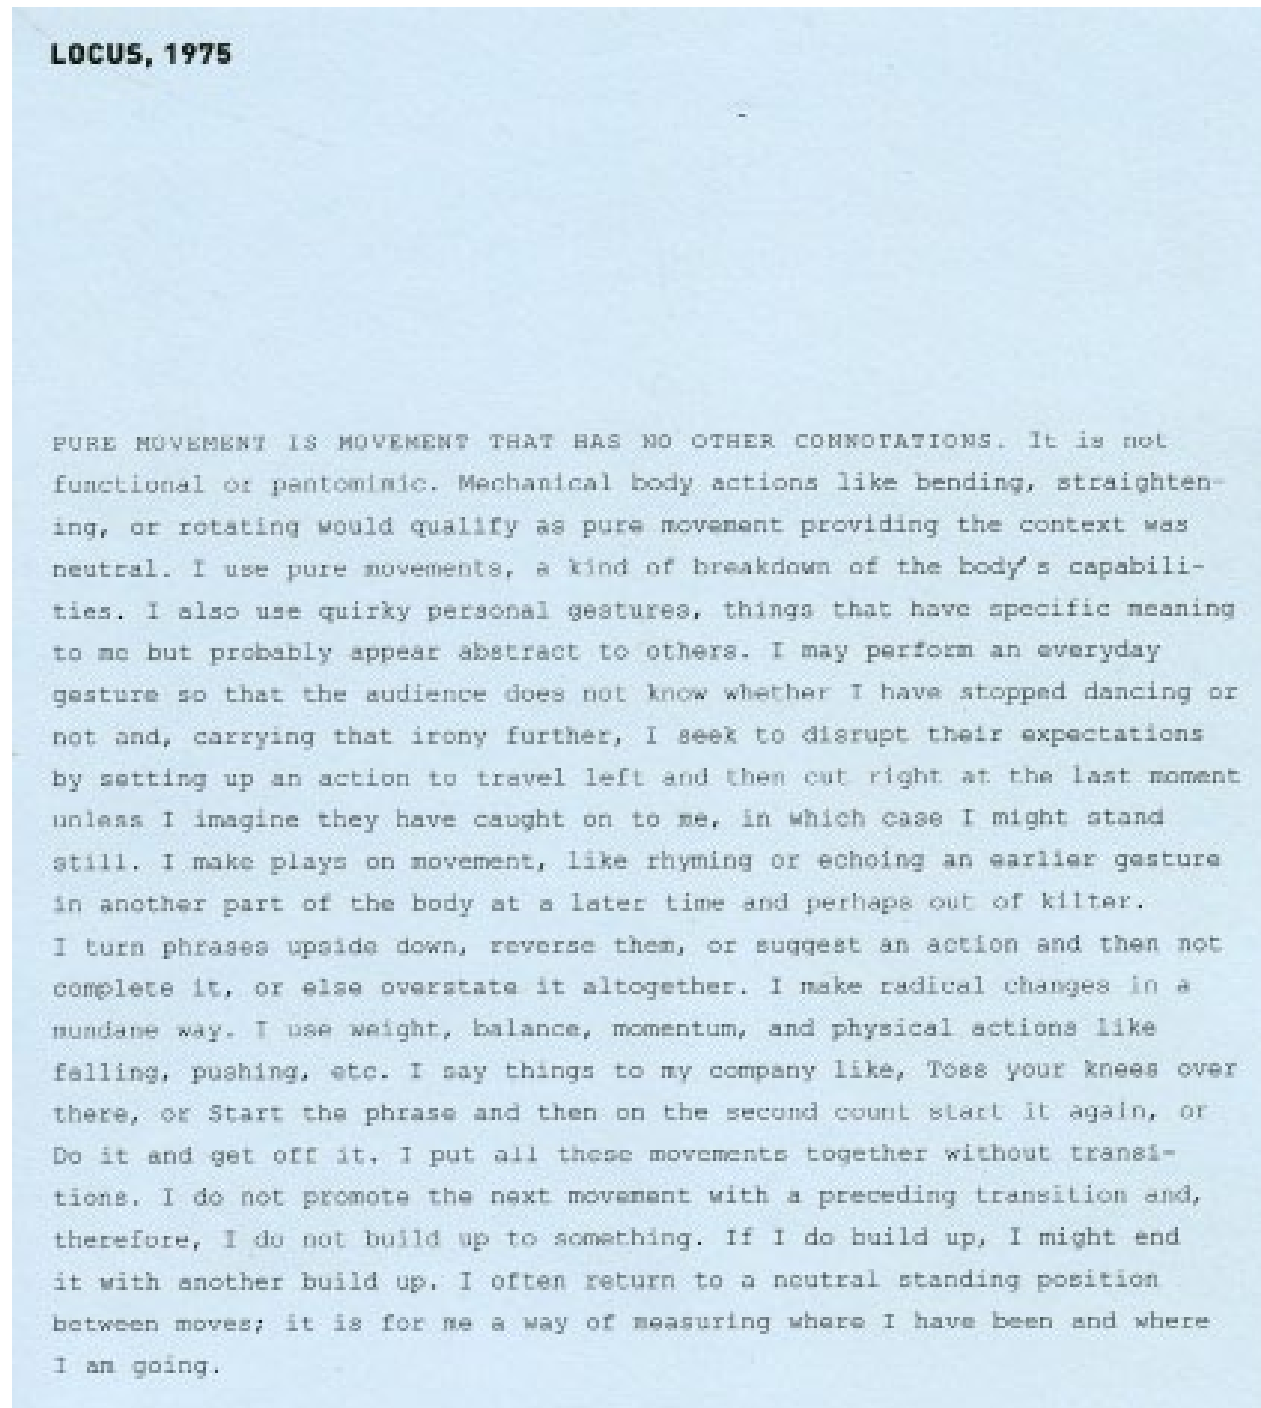 LOCUS, 1975
PURE MOVEMENT IS MOVEMENT THAT HAS NO OTHER CONNOTATIONS. It is not
functional or pantomimic. Mechanical body actions like bending, straighten-
ing, or rotating would qualify as pure movement providing the context was
neutral. I use pure movements, a kind of breakdown of the body's capabili-
ties. I also use quirky personal gestures, things that have specific meaning
to me but probably appear abstract to others. I may perform an everyday
gesture so that the audience does not know whether I have stopped dancing or
not and, carrying that irony further, I seek to disrupt their expectations
by setting up an action to travel left and then cut right at the last moment
unless I imagine they have caught on to me, in which case I might stand
still. I make plays on movement, like rhyming or echoing an earlier gesture
in another part of the body at a later time and perhaps out of kilter.
I turn phrases upside down, reverse them, or suggest an action and then not
complete it, or else overstate it altogether. I make radical changes in a
mundane way. I use weight, balance, momentum, and physical actions like
falling, pushing, etc. I say things to my company like, Toss your knees over
there, or Start the phrase and then on the second count start it again, or
Do it and get off it. I put all these movements together without transi-
tions. I do not promote the next movement with a preceding transition and,
therefore, I do not build up to something. If I do build up, I might end
it with another build up. I often return to a neutral standing position
between moves; it is for me a way of measuring where I have been and where
I am going.